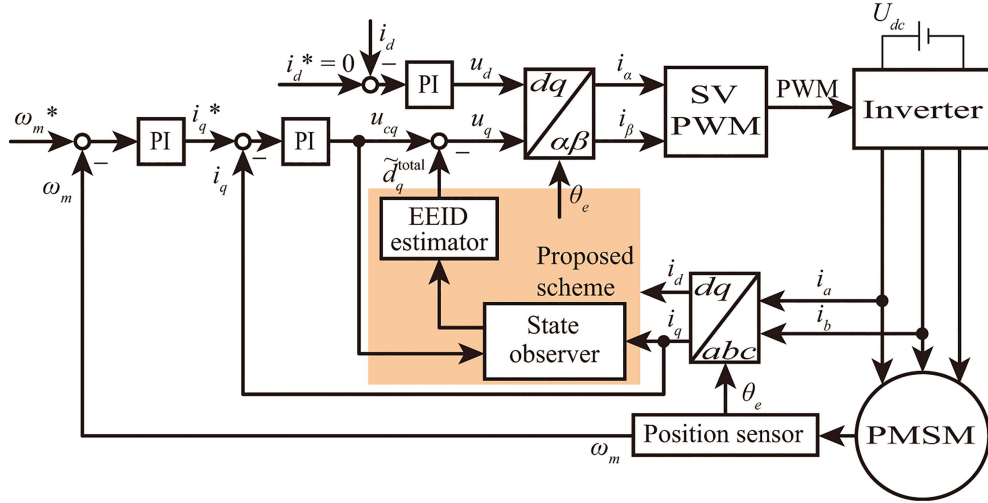 U_dc
i_d
i_d* = 0
−
PI
u_d
dq
αβ
i_α
i_β
SV
PWM
PWM
Inverter
ω_m*
−
ω_m
PI
i_q*
−
i_q
PI
u_cq
−
u_q
d̃_q^total
θ_e
EEID
estimator
Proposed
scheme
State
observer
i_d
i_q
dq
abc
i_a
i_b
θ_e
Position sensor
ω_m
PMSM